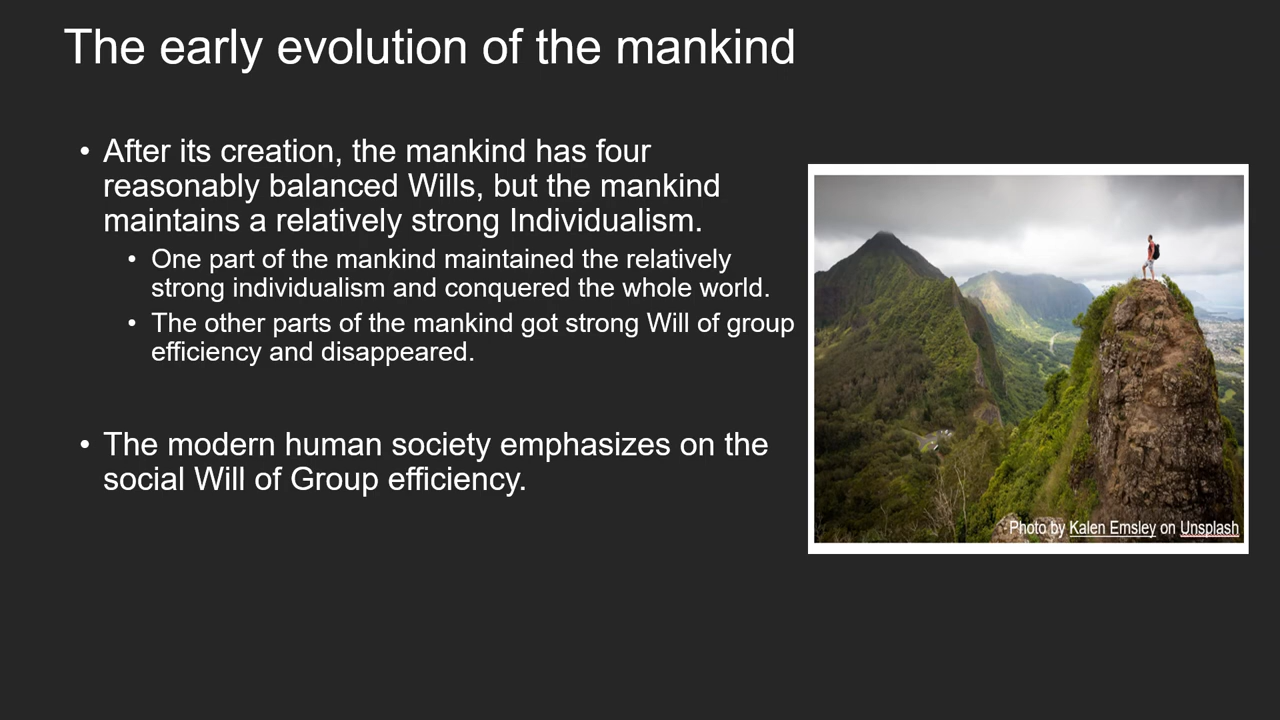 The early evolution of the mankind
• After its creation, the mankind has four
reasonably balanced Wills, but the mankind
maintains a relatively strong Individualism.
• One part of the mankind maintained the relatively
strong individualism and conquered the whole world.
• The other parts of the mankind got strong Will of group
efficiency and disappeared.
• The modern human society emphasizes on the
social Will of Group efficiency.
Photo by Kalen Emsley on Unsplash